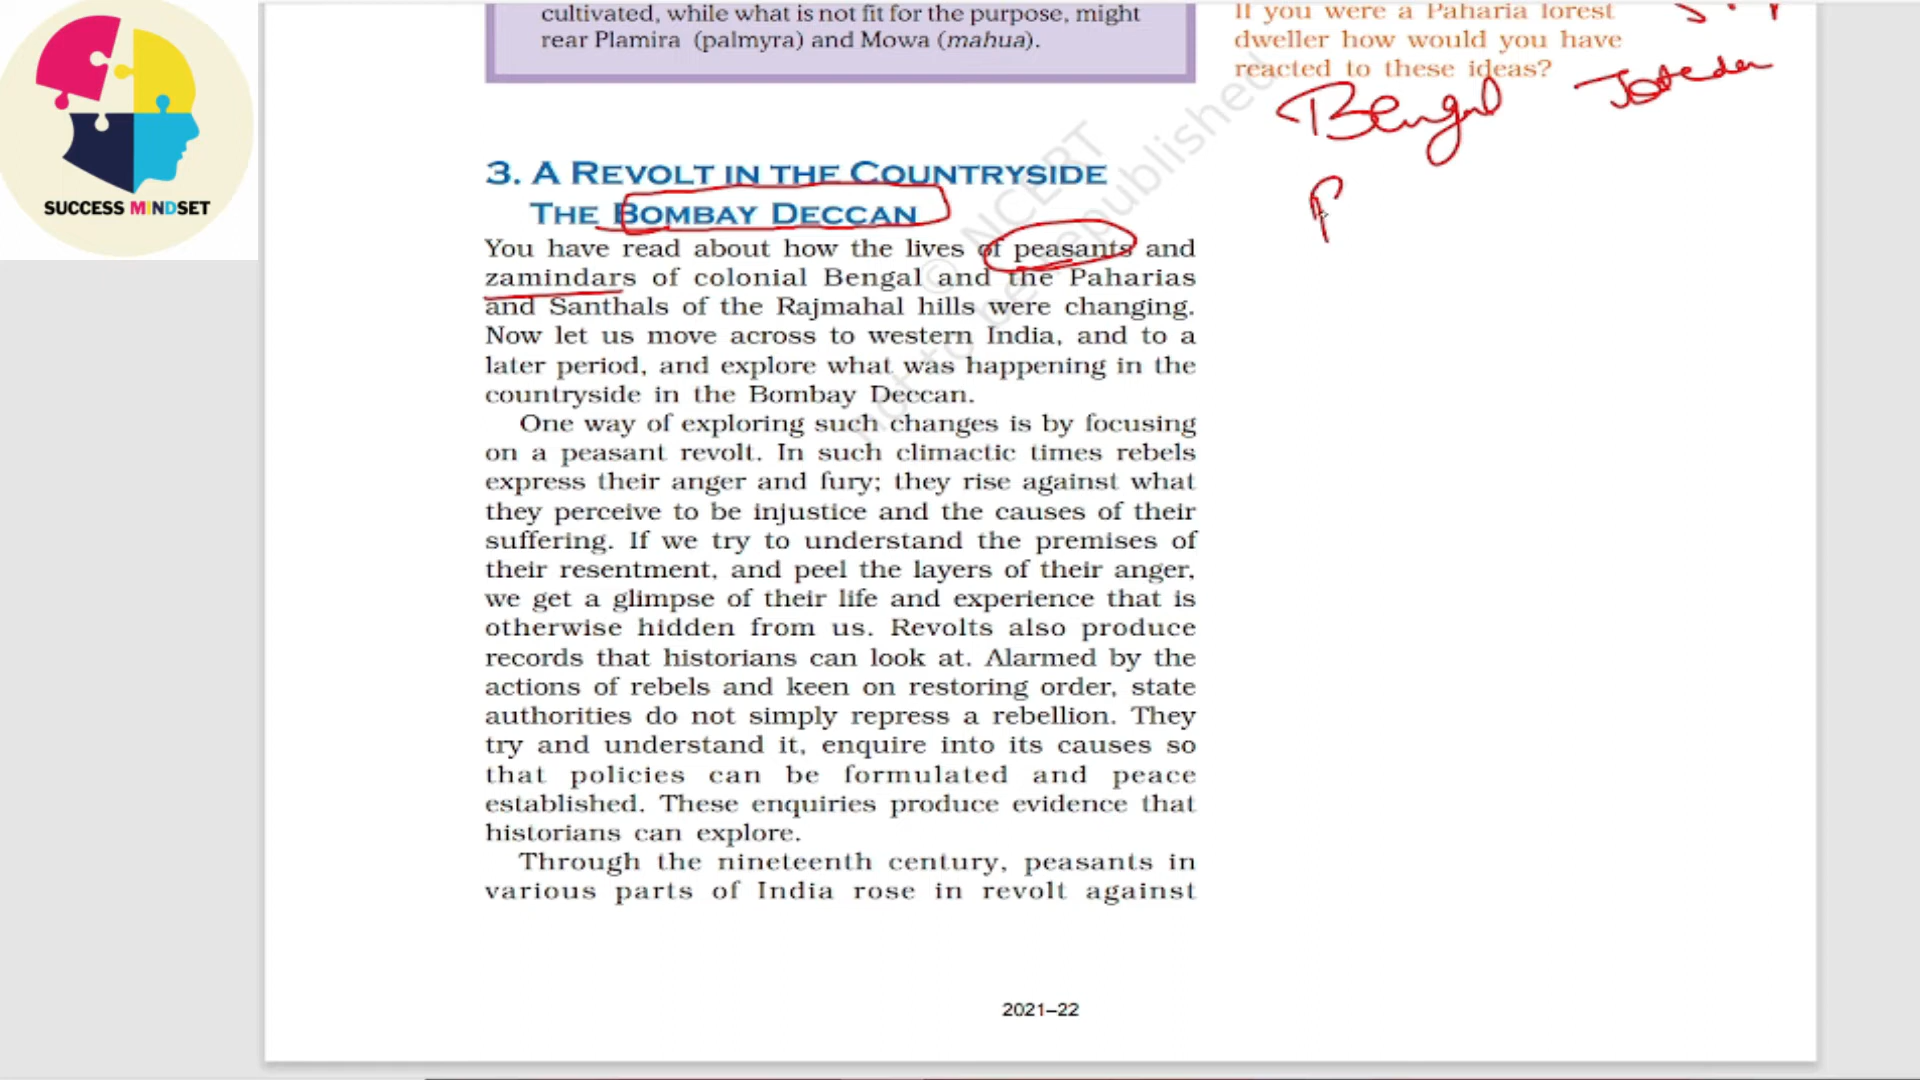 SUCCESS MINDSET
cultivated, while what is not fit for the purpose, might
rear Plamira (palmyra) and Mowa (mahua).
If you were a Paharia forest
dweller how would you have
reacted to these ideas?
Bengal
Jotedar
3. A REVOLT IN THE COUNTRYSIDE
THE BOMBAY DECCAN
You have read about how the lives of peasants and
zamindars of colonial Bengal and the Paharias
and Santhals of the Rajmahal hills were changing.
Now let us move across to western India, and to a
later period, and explore what was happening in the
countryside in the Bombay Deccan.
One way of exploring such changes is by focusing
on a peasant revolt. In such climactic times rebels
express their anger and fury; they rise against what
they perceive to be injustice and the causes of their
suffering. If we try to understand the premises of
their resentment, and peel the layers of their anger,
we get a glimpse of their life and experience that is
otherwise hidden from us. Revolts also produce
records that historians can look at. Alarmed by the
actions of rebels and keen on restoring order, state
authorities do not simply repress a rebellion. They
try and understand it, enquire into its causes so
that policies can be formulated and peace
established. These enquiries produce evidence that
historians can explore.
Through the nineteenth century, peasants in
various parts of India rose in revolt against
© NCERT
not to be republished
2021–22